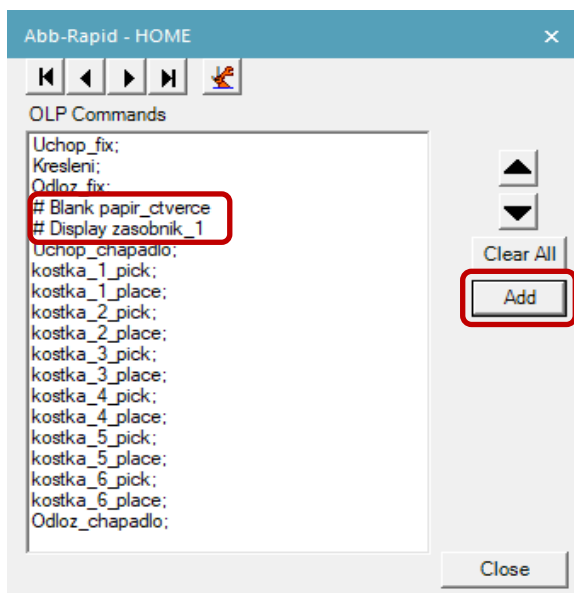 Abb-Rapid - HOME
OLP Commands
Uchop_fix;
Kresleni;
Odloz_fix;
# Blank papir_ctverce
# Display zasobnik_1
Uchop_chapadlo;
kostka_1_pick;
kostka_1_place;
kostka_2_pick;
kostka_2_place;
kostka_3_pick;
kostka_3_place;
kostka_4_pick;
kostka_4_place;
kostka_5_pick;
kostka_5_place;
kostka_6_pick;
kostka_6_place;
Odloz_chapadlo;
Clear All
Add
Close